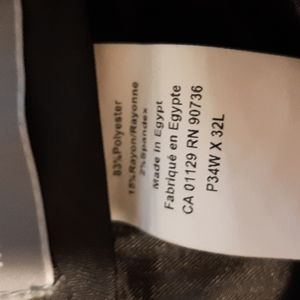 83%Polyester
15%Rayon/Rayonne
2%Spandex
Made In Egypt
Fabriqué en Egypte
CA 01129 RN 90736
P34W X 32L